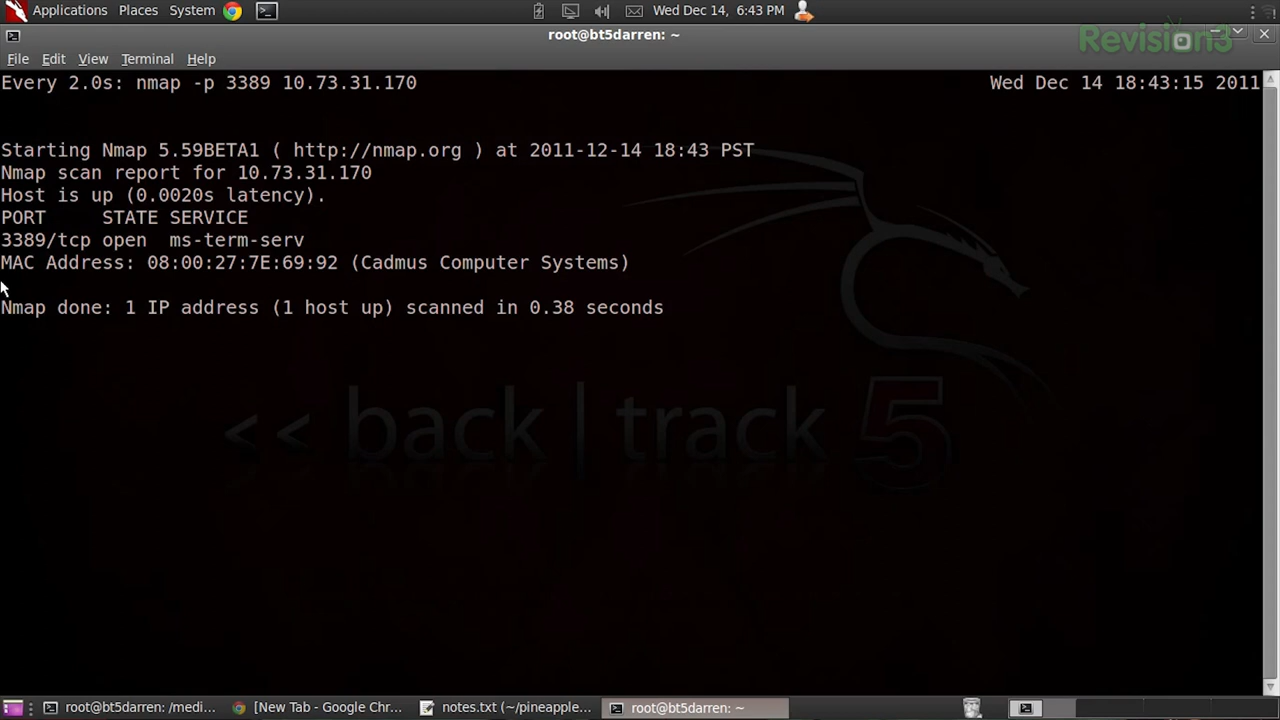 Applications Places System Wed Dec 14, 6:43 PM
root@bt5darren: ~
Revision3
File Edit View Terminal Help
Every 2.0s: nmap -p 3389 10.73.31.170 Wed Dec 14 18:43:15 2011
Starting Nmap 5.59BETA1 ( http://nmap.org ) at 2011-12-14 18:43 PST
Nmap scan report for 10.73.31.170
Host is up (0.0020s latency).
PORT STATE SERVICE
3389/tcp open ms-term-serv
MAC Address: 08:00:27:7E:69:92 (Cadmus Computer Systems)
Nmap done: 1 IP address (1 host up) scanned in 0.38 seconds
<< back | track 5
root@bt5darren: /medi... [New Tab - Google Chr... notes.txt (~/pineapple... root@bt5darren: ~